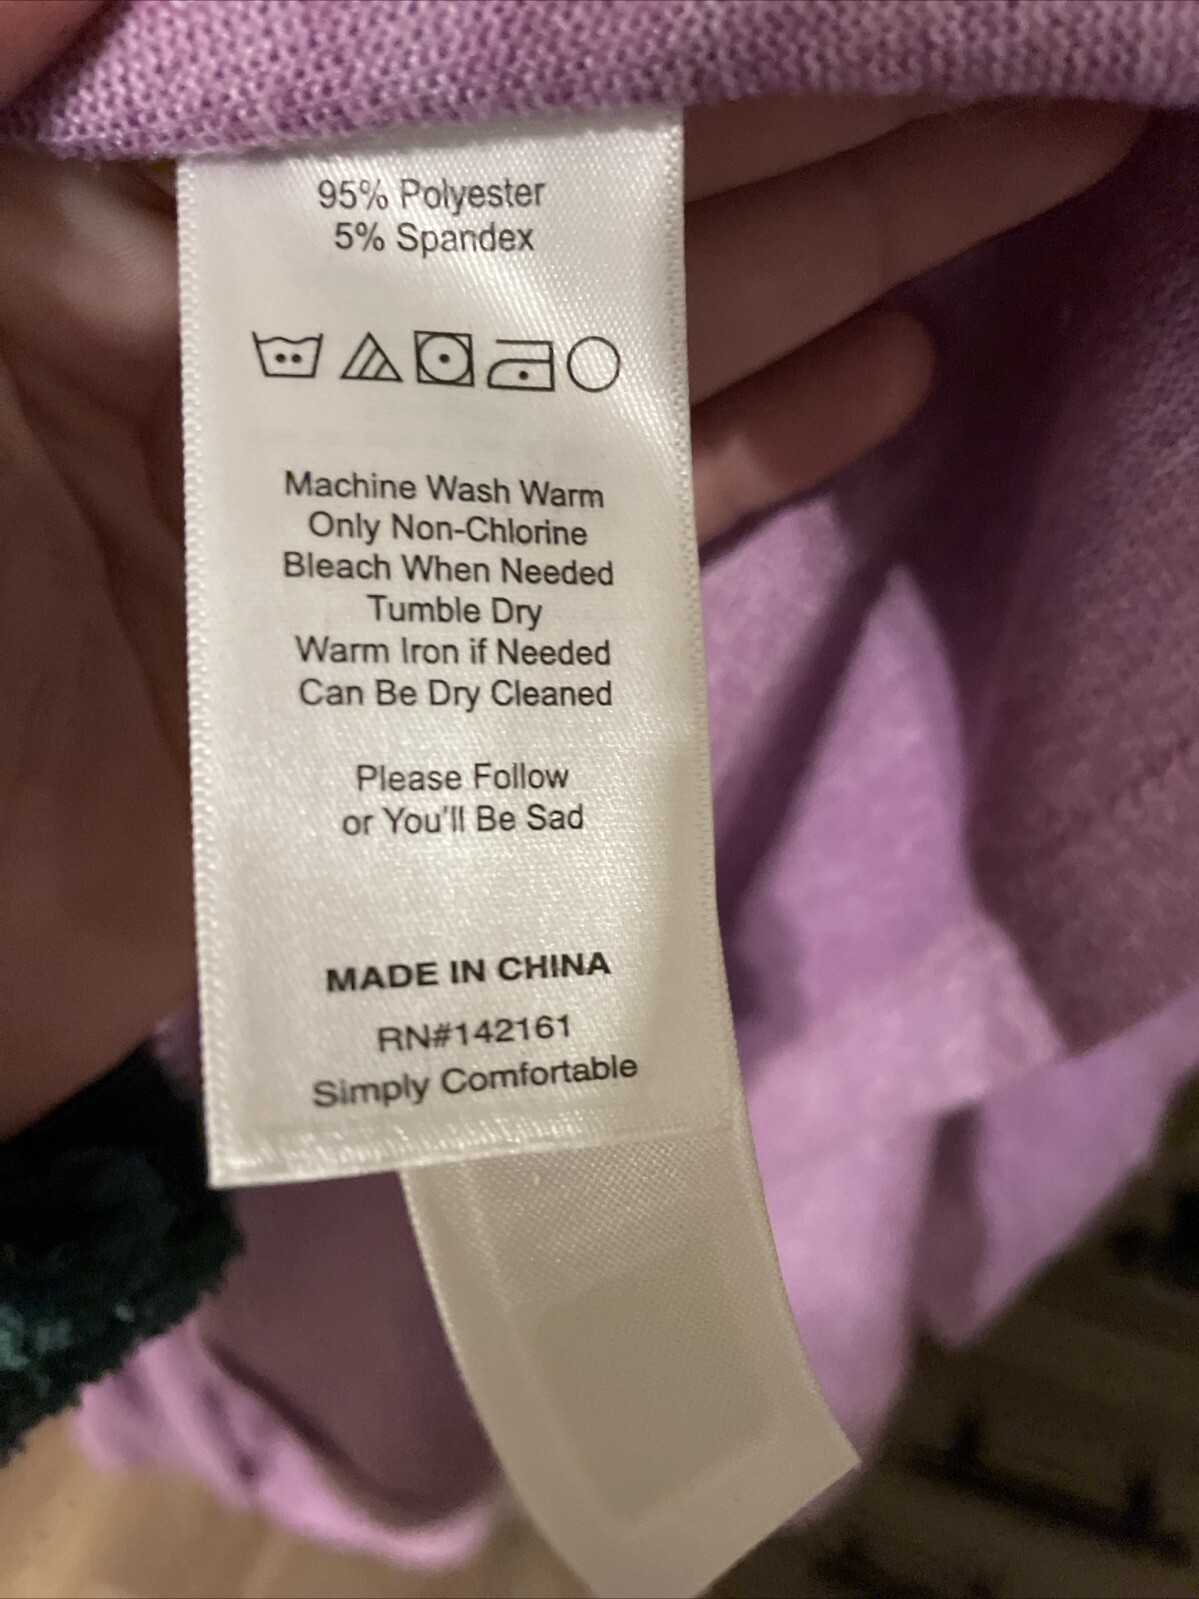 95% Polyester
5% Spandex
Machine Wash Warm
Only Non-Chlorine
Bleach When Needed
Tumble Dry
Warm Iron if Needed
Can Be Dry Cleaned
Please Follow
or You'll Be Sad
MADE IN CHINA
RN#142161
Simply Comfortable